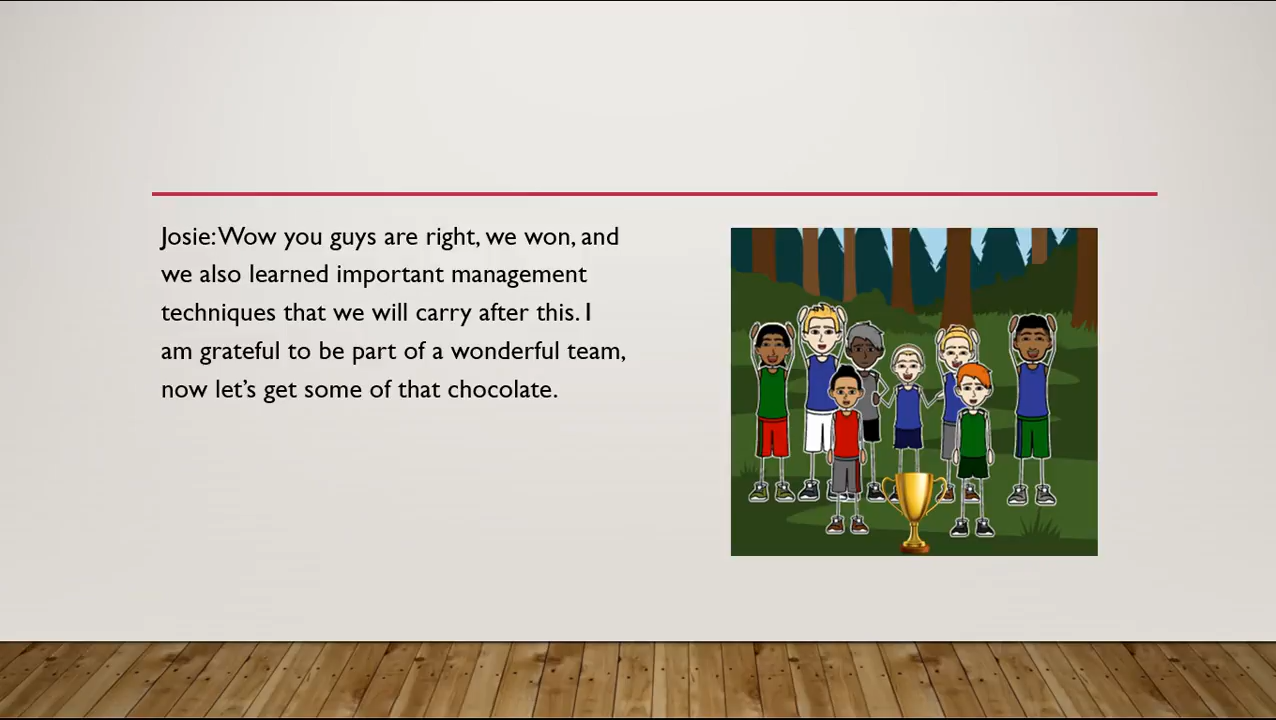 Josie: Wow you guys are right, we won, and
we also learned important management
techniques that we will carry after this. I
am grateful to be part of a wonderful team,
now let’s get some of that chocolate.